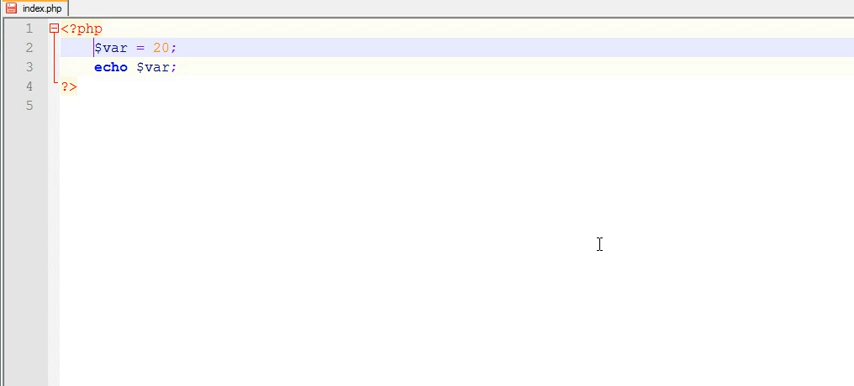 index.php
1 <?php
2 $var = 20;
3 echo $var;
4 ?>
5